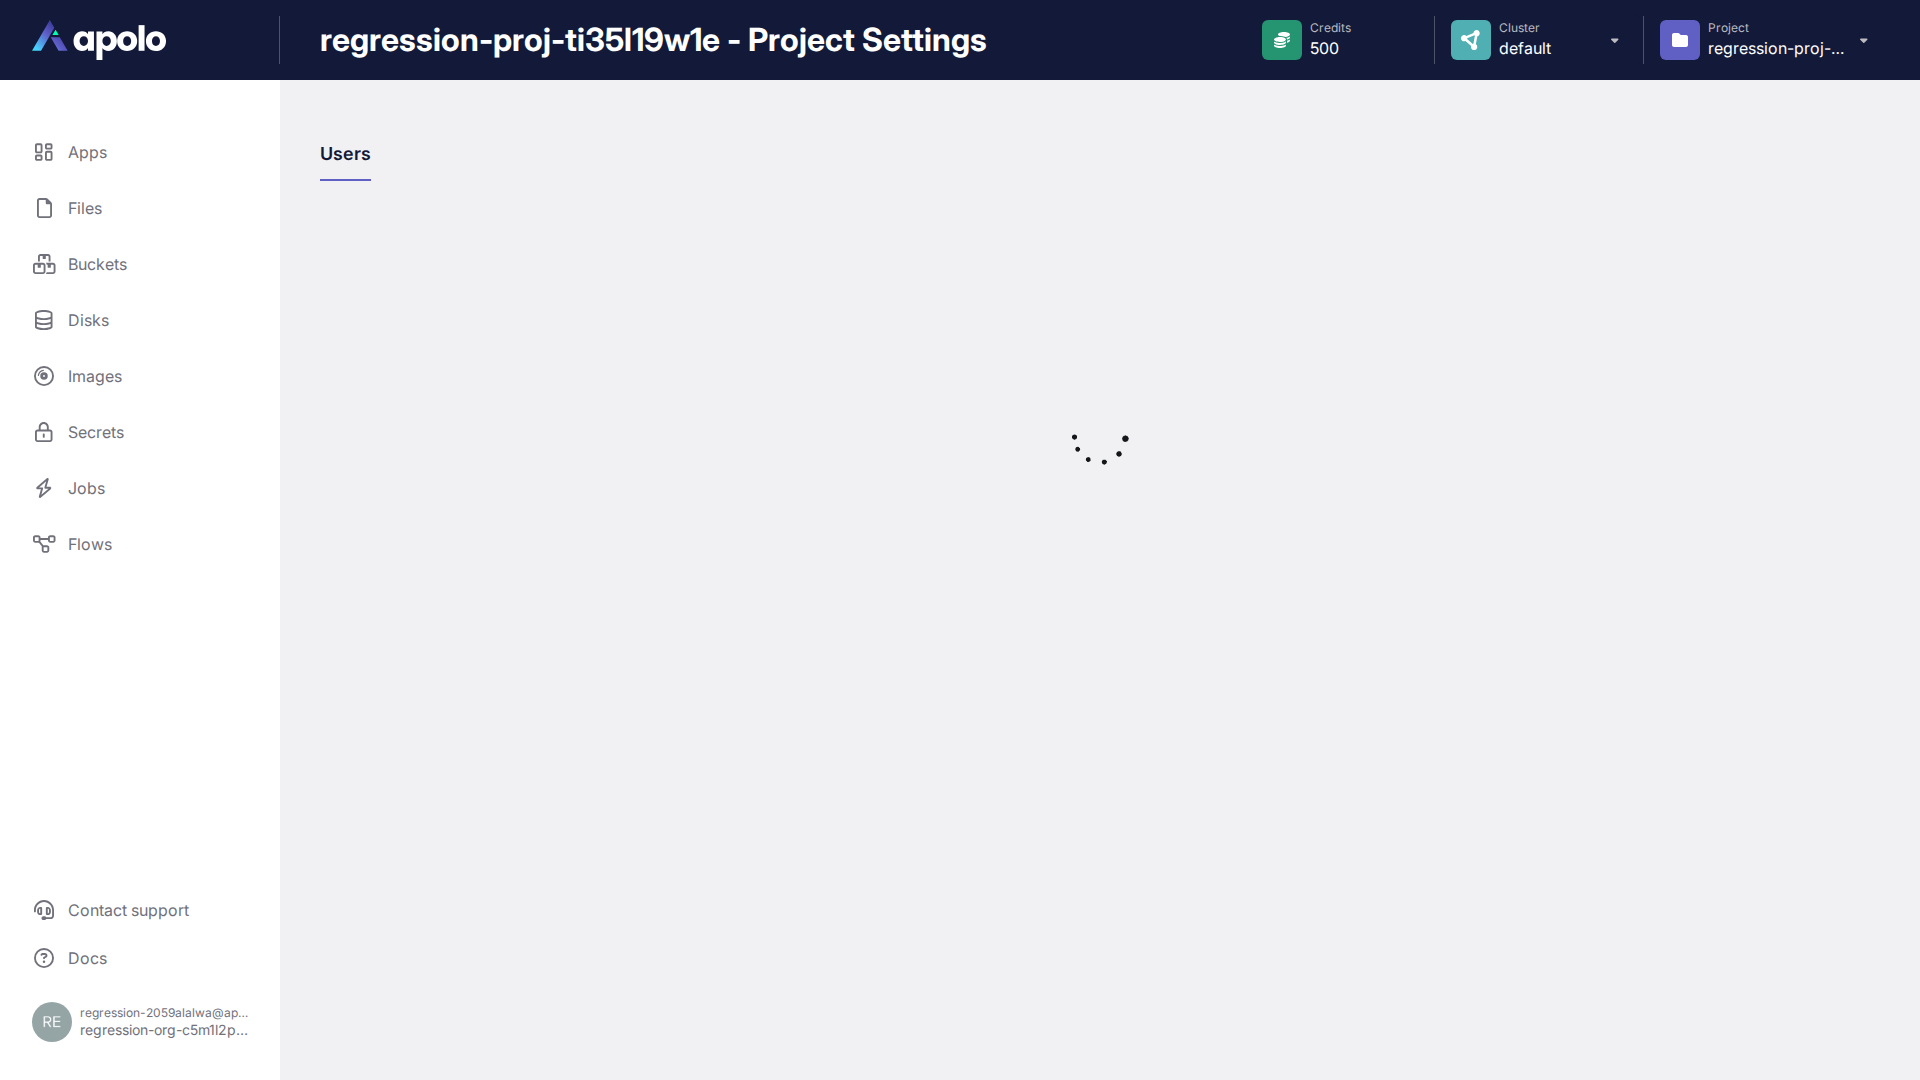 apolo
regression-proj-ti35l19w1e - Project Settings
Credits
500
Cluster
default
Project
regression-proj-...
Apps
Files
Buckets
Disks
Images
Secrets
Jobs
Flows
Users
Contact support
Docs
RE
regression-2059alalwa@ap...
regression-org-c5m1l2p...